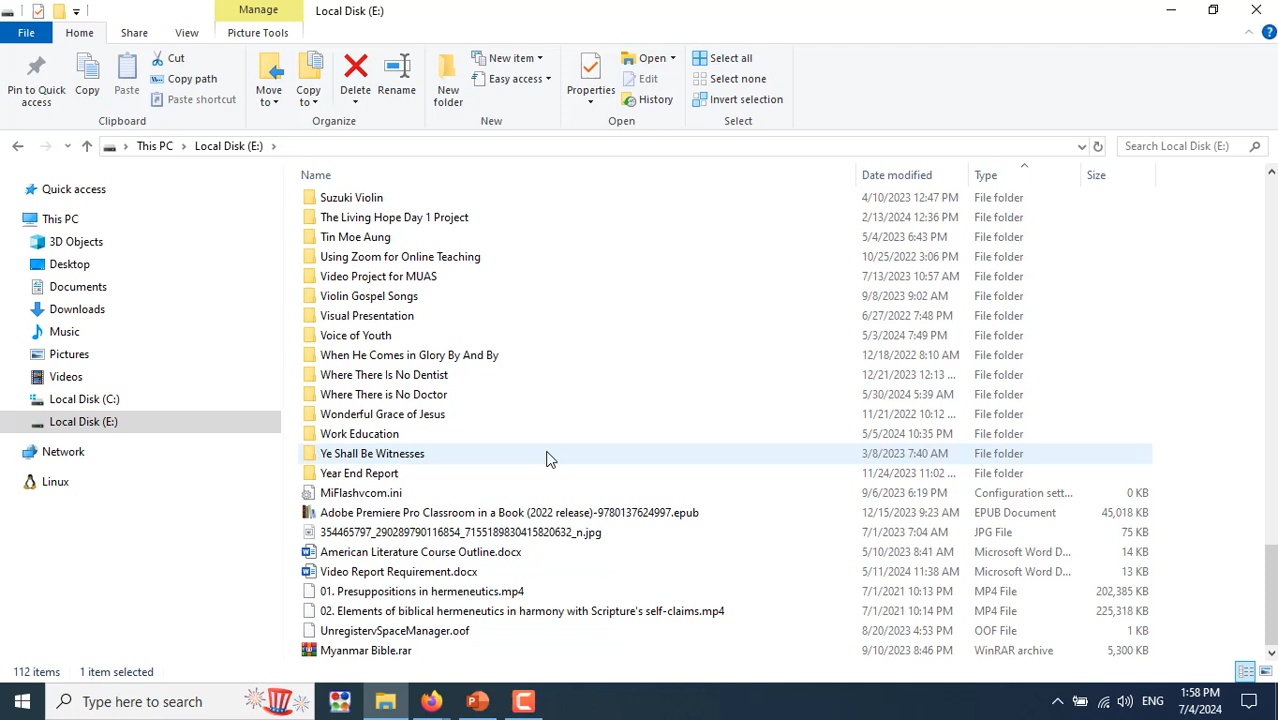 Manage
Local Disk (E:)
File
Home
Share
View
Picture Tools
Pin to Quick access
Copy
Paste
Cut
Copy path
Paste shortcut
Clipboard
Move to
Copy to
Delete
Rename
Organize
New folder
New item
Easy access
New
Properties
Open
Edit
History
Open
Select all
Select none
Invert selection
Select
This PC
Local Disk (E:)
Search Local Disk (E:)
Quick access
This PC
3D Objects
Desktop
Documents
Downloads
Music
Pictures
Videos
Local Disk (C:)
Local Disk (E:)
Network
Linux
Name Date modified Type Size
Suzuki Violin 4/10/2023 12:47 PM File folder
The Living Hope Day 1 Project 2/13/2024 12:36 PM File folder
Tin Moe Aung 5/4/2023 6:43 PM File folder
Using Zoom for Online Teaching 10/25/2022 3:06 PM File folder
Video Project for MUAS 7/13/2023 10:57 AM File folder
Violin Gospel Songs 9/8/2023 9:02 AM File folder
Visual Presentation 6/27/2022 7:48 PM File folder
Voice of Youth 5/3/2024 7:49 PM File folder
When He Comes in Glory By And By 12/18/2022 8:10 AM File folder
Where There Is No Dentist 12/21/2023 12:13 ... File folder
Where There is No Doctor 5/30/2024 5:39 AM File folder
Wonderful Grace of Jesus 11/21/2022 10:12 ... File folder
Work Education 5/5/2024 10:35 PM File folder
Ye Shall Be Witnesses 3/8/2023 7:40 AM File folder
Year End Report 11/24/2023 11:02 ... File folder
MiFlashvcom.ini 9/6/2023 6:19 PM Configuration sett... 0 KB
Adobe Premiere Pro Classroom in a Book (2022 release)-9780137624997.epub 12/15/2023 9:23 AM EPUB Document 45,018 KB
354465797_290289790116854_7155189830415820632_n.jpg 7/1/2023 7:04 AM JPG File 75 KB
American Literature Course Outline.docx 5/10/2023 8:41 AM Microsoft Word D... 14 KB
Video Report Requirement.docx 5/11/2024 11:38 AM Microsoft Word D... 13 KB
01. Presuppositions in hermeneutics.mp4 7/1/2021 10:13 PM MP4 File 202,385 KB
02. Elements of biblical hermeneutics in harmony with Scripture's self-claims.mp4 7/1/2021 10:14 PM MP4 File 225,318 KB
UnregistervSpaceManager.oof 8/20/2023 4:53 PM OOF File 1 KB
Myanmar Bible.rar 9/10/2023 8:46 PM WinRAR archive 5,300 KB
112 items 1 item selected
Type here to search
ENG
1:58 PM
7/4/2024